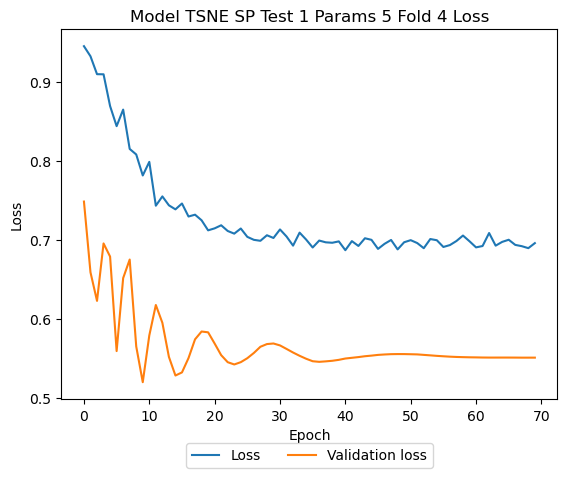 Model TSNE SP Test 1 Params 5 Fold 4 Loss
0.9
0.8
0.7
0.6
0.5
Loss
0 10 20 30 40 50 60 70
Epoch
Loss Validation loss